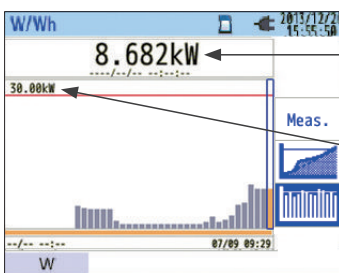 W/Wh
2013/12/2
15:55:50
8.682kW
----/--/-- --:--:--
30.00kW
Meas.
--/-- --:--
07/09 09:29
W